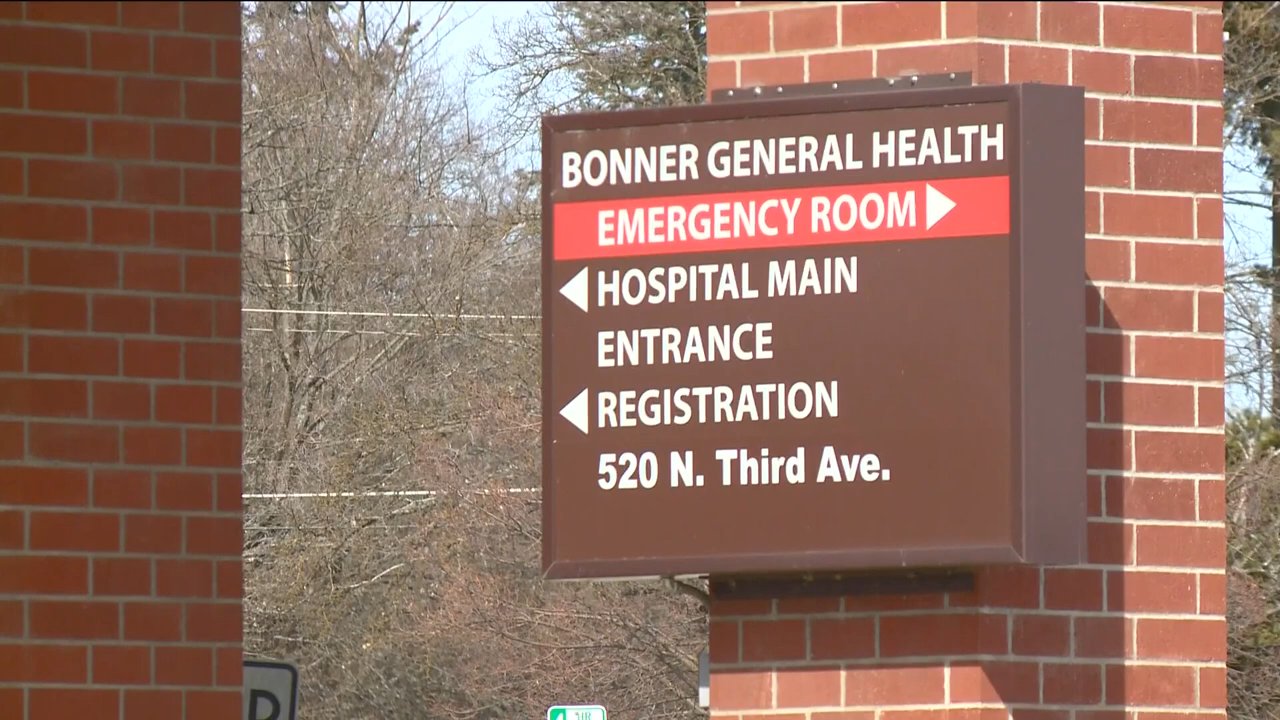 BONNER GENERAL HEALTH
EMERGENCY ROOM
HOSPITAL MAIN
ENTRANCE
REGISTRATION
520 N. Third Ave.